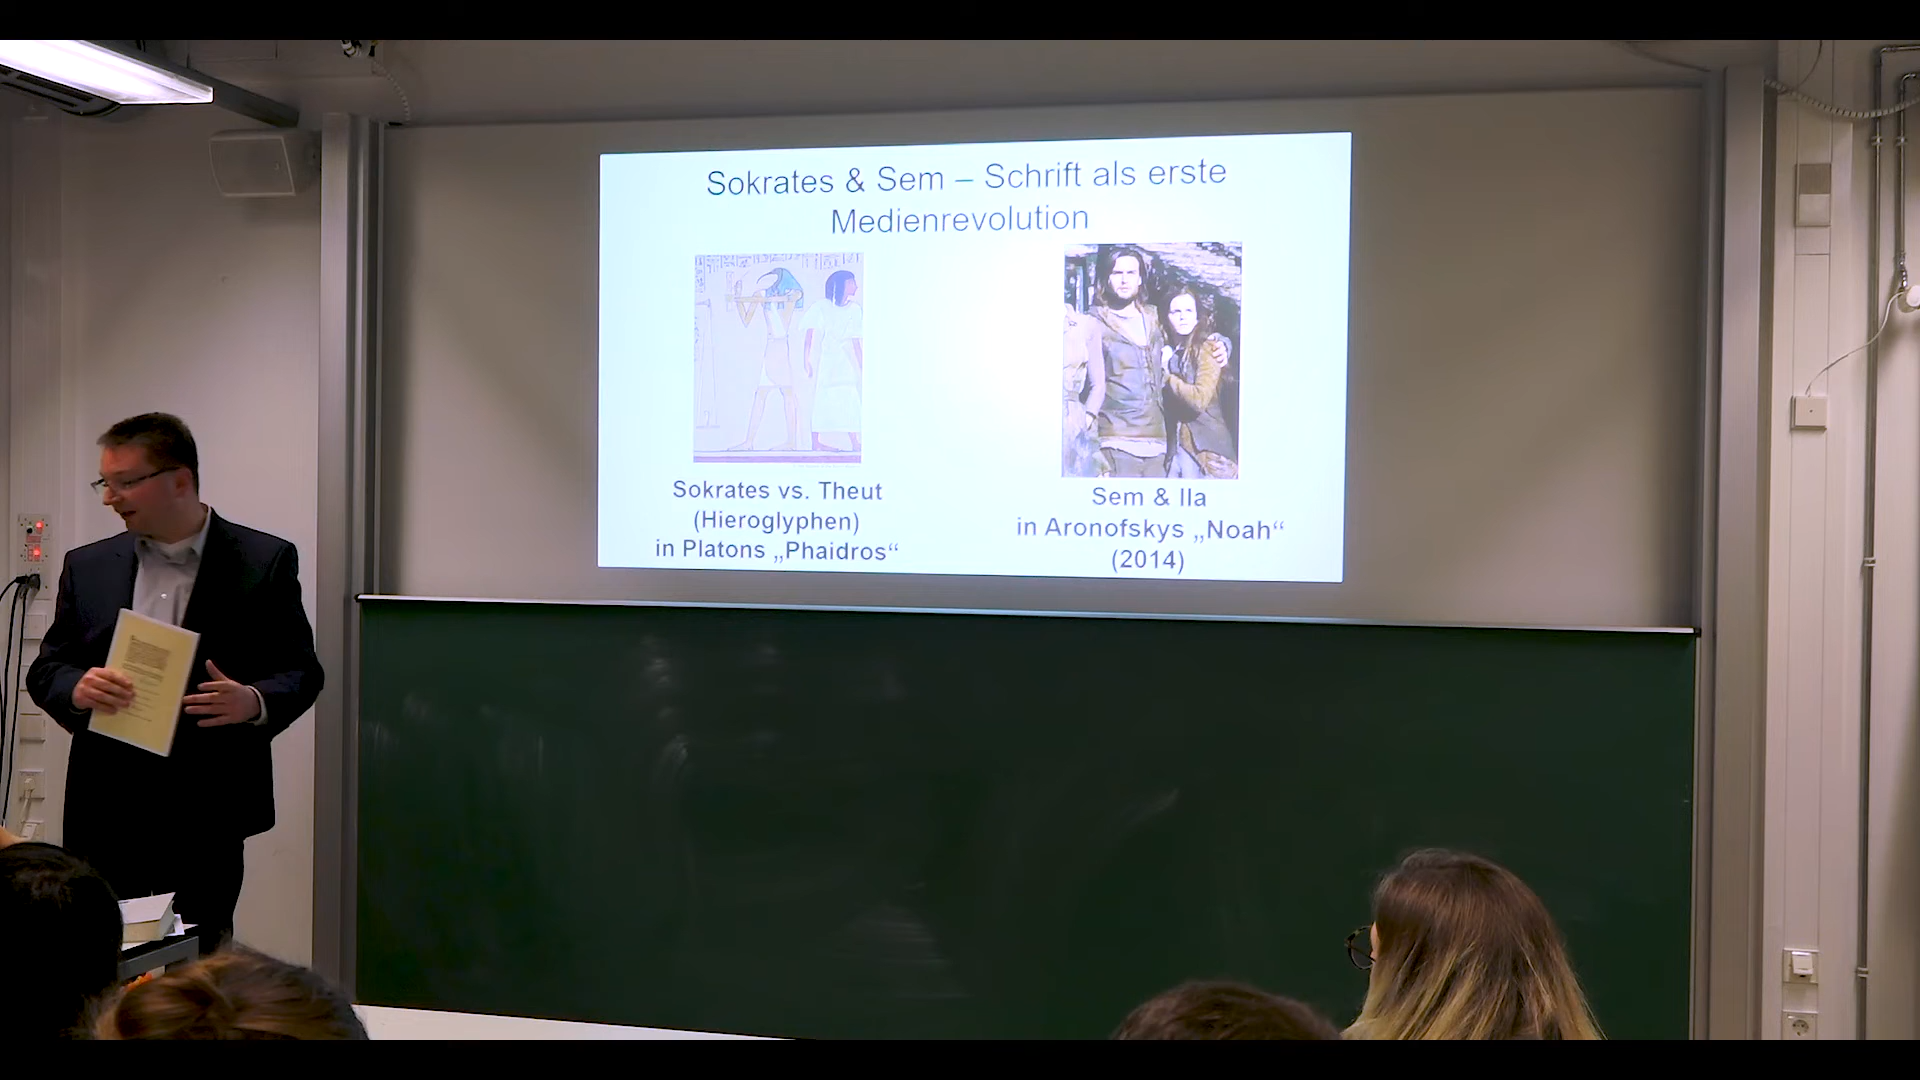 Sokrates & Sem – Schrift als erste
Medienrevolution
Sokrates vs. Theut
(Hieroglyphen)
in Platons „Phaidros“
Sem & Ila
in Aronofskys „Noah“
(2014)